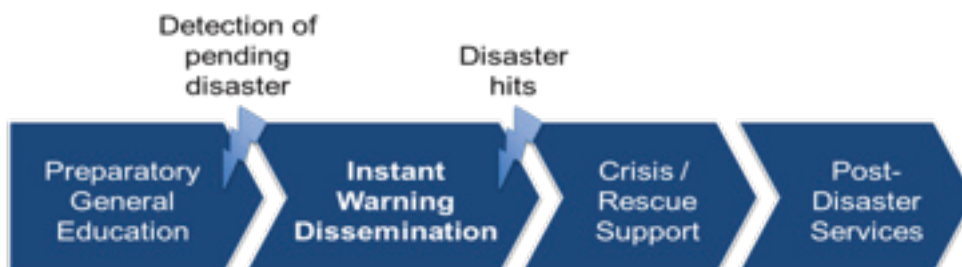 Detection of
pending
disaster
Disaster
hits
Preparatory
General
Education
Instant
Warning
Dissemination
Crisis /
Rescue
Support
Post-
Disaster
Services